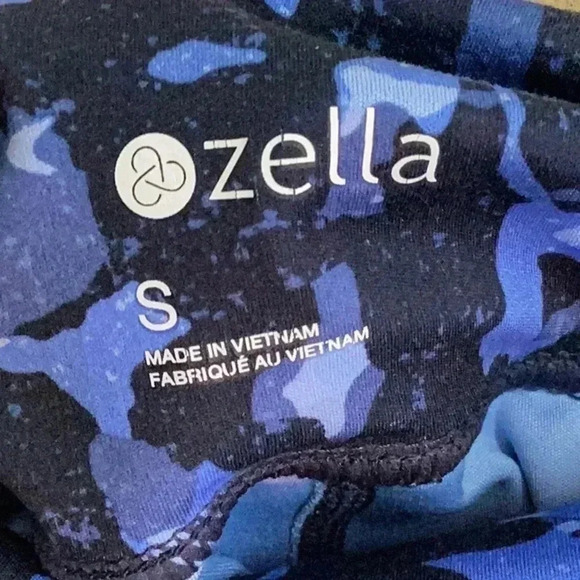 zella
S
MADE IN VIETNAM
FABRIQUÉ AU VIETNAM